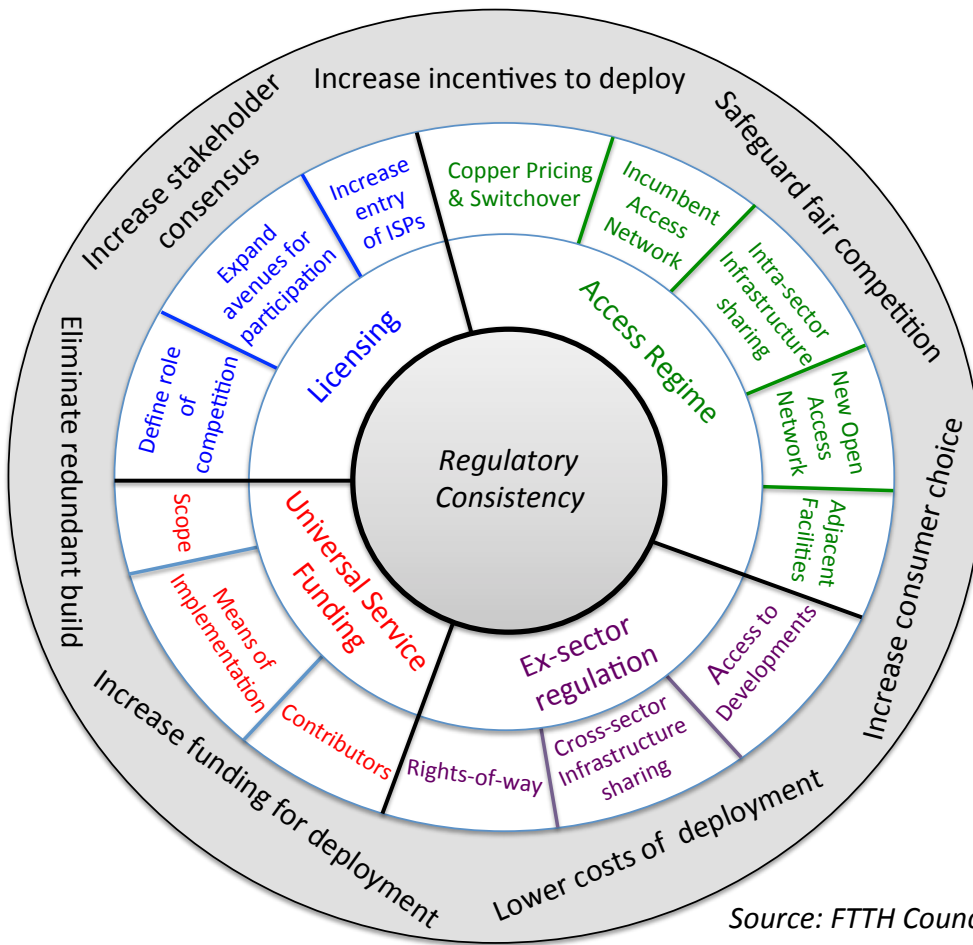 Increase incentives to deploy
Safeguard fair competition
Increase consumer choice
Lower costs of deployment
Increase funding for deployment
Eliminate redundant build
Increase stakeholder
consensus
Copper Pricing
& Switchover
Incumbent
Access
Network
Intra-sector
Infrastructure
sharing
New Open
Access
Network
Adjacent
Facilities
Access Regime
Access to
Developments
Cross-sector
Infrastructure
sharing
Rights-of-way
Ex-sector
regulation
Contributors
Means of
Implementation
Scope
Universal Service
Funding
Define role
of
competition
Expand
avenues for
participation
Increase
entry
of ISPs
Licensing
Regulatory
Consistency
Source: FTTH